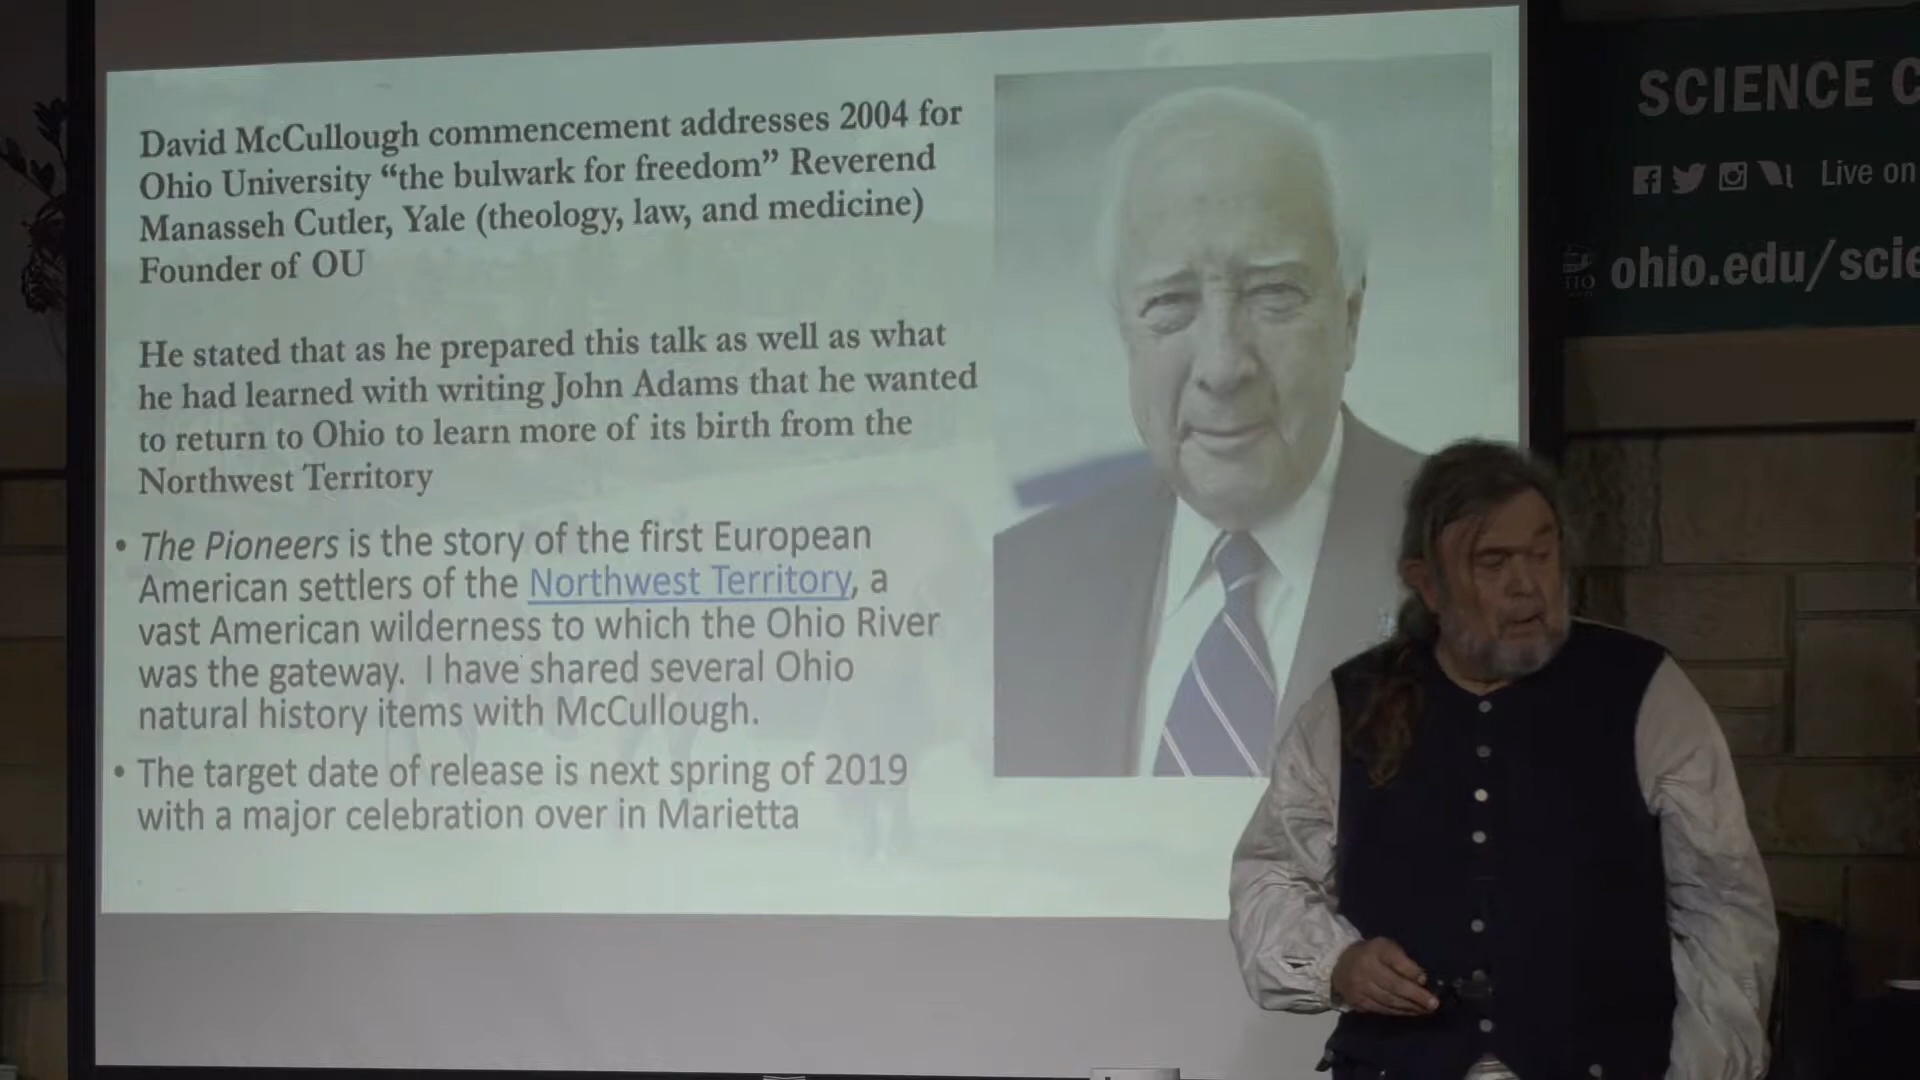 David McCullough commencement addresses 2004 for
Ohio University “the bulwark for freedom” Reverend
Manasseh Cutler, Yale (theology, law, and medicine)
Founder of OU
He stated that as he prepared this talk as well as what
he had learned with writing John Adams that he wanted
to return to Ohio to learn more of its birth from the
Northwest Territory
• The Pioneers is the story of the first European
American settlers of the Northwest Territory, a
vast American wilderness to which the Ohio River
was the gateway. I have shared several Ohio
natural history items with McCullough.
• The target date of release is next spring of 2019
with a major celebration over in Marietta
SCIENCE C
Live on
ohio.edu/scie